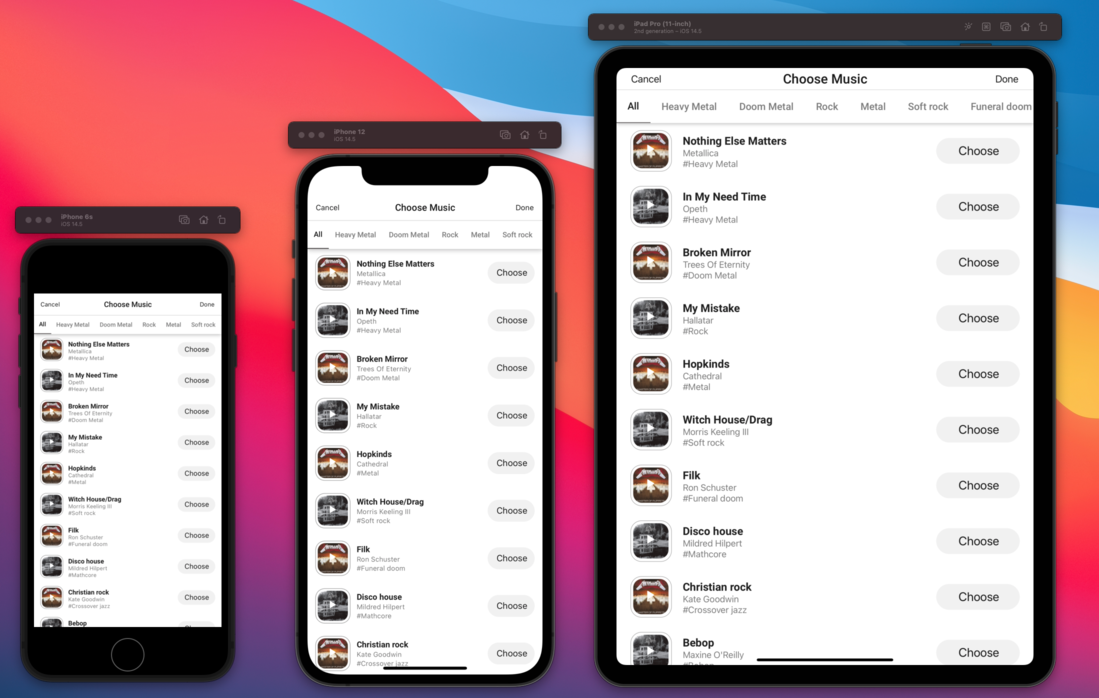 iPhone 6s
iOS 14.5
Cancel Choose Music Done
All Heavy Metal Doom Metal Rock Metal Soft rock
Nothing Else Matters
Metallica
#Heavy Metal
Choose
In My Need Time
Opeth
#Heavy Metal
Choose
Broken Mirror
Trees Of Eternity
#Doom Metal
Choose
My Mistake
Hallatar
#Rock
Choose
Hopkinds
Cathedral
#Metal
Choose
Witch House/Drag
Morris Keeling III
#Soft rock
Choose
Filk
Ron Schuster
#Funeral doom
Choose
Disco house
Mildred Hilpert
#Mathcore
Choose
Christian rock
Kate Goodwin
#Crossover jazz
Choose
Bebop
iPhone 12
iOS 14.5
Cancel Choose Music Done
All Heavy Metal Doom Metal Rock Metal Soft rock
Nothing Else Matters
Metallica
#Heavy Metal
Choose
In My Need Time
Opeth
#Heavy Metal
Choose
Broken Mirror
Trees Of Eternity
#Doom Metal
Choose
My Mistake
Hallatar
#Rock
Choose
Hopkinds
Cathedral
#Metal
Choose
Witch House/Drag
Morris Keeling III
#Soft rock
Choose
Filk
Ron Schuster
#Funeral doom
Choose
Disco house
Mildred Hilpert
#Mathcore
Choose
Christian rock
Kate Goodwin
#Crossover jazz
Choose
iPad Pro (11-inch)
2nd generation – iOS 14.5
Cancel Choose Music Done
All Heavy Metal Doom Metal Rock Metal Soft rock Funeral doom
Nothing Else Matters
Metallica
#Heavy Metal
Choose
In My Need Time
Opeth
#Heavy Metal
Choose
Broken Mirror
Trees Of Eternity
#Doom Metal
Choose
My Mistake
Hallatar
#Rock
Choose
Hopkinds
Cathedral
#Metal
Choose
Witch House/Drag
Morris Keeling III
#Soft rock
Choose
Filk
Ron Schuster
#Funeral doom
Choose
Disco house
Mildred Hilpert
#Mathcore
Choose
Christian rock
Kate Goodwin
#Crossover jazz
Choose
Bebop
Maxine O'Reilly
Choose